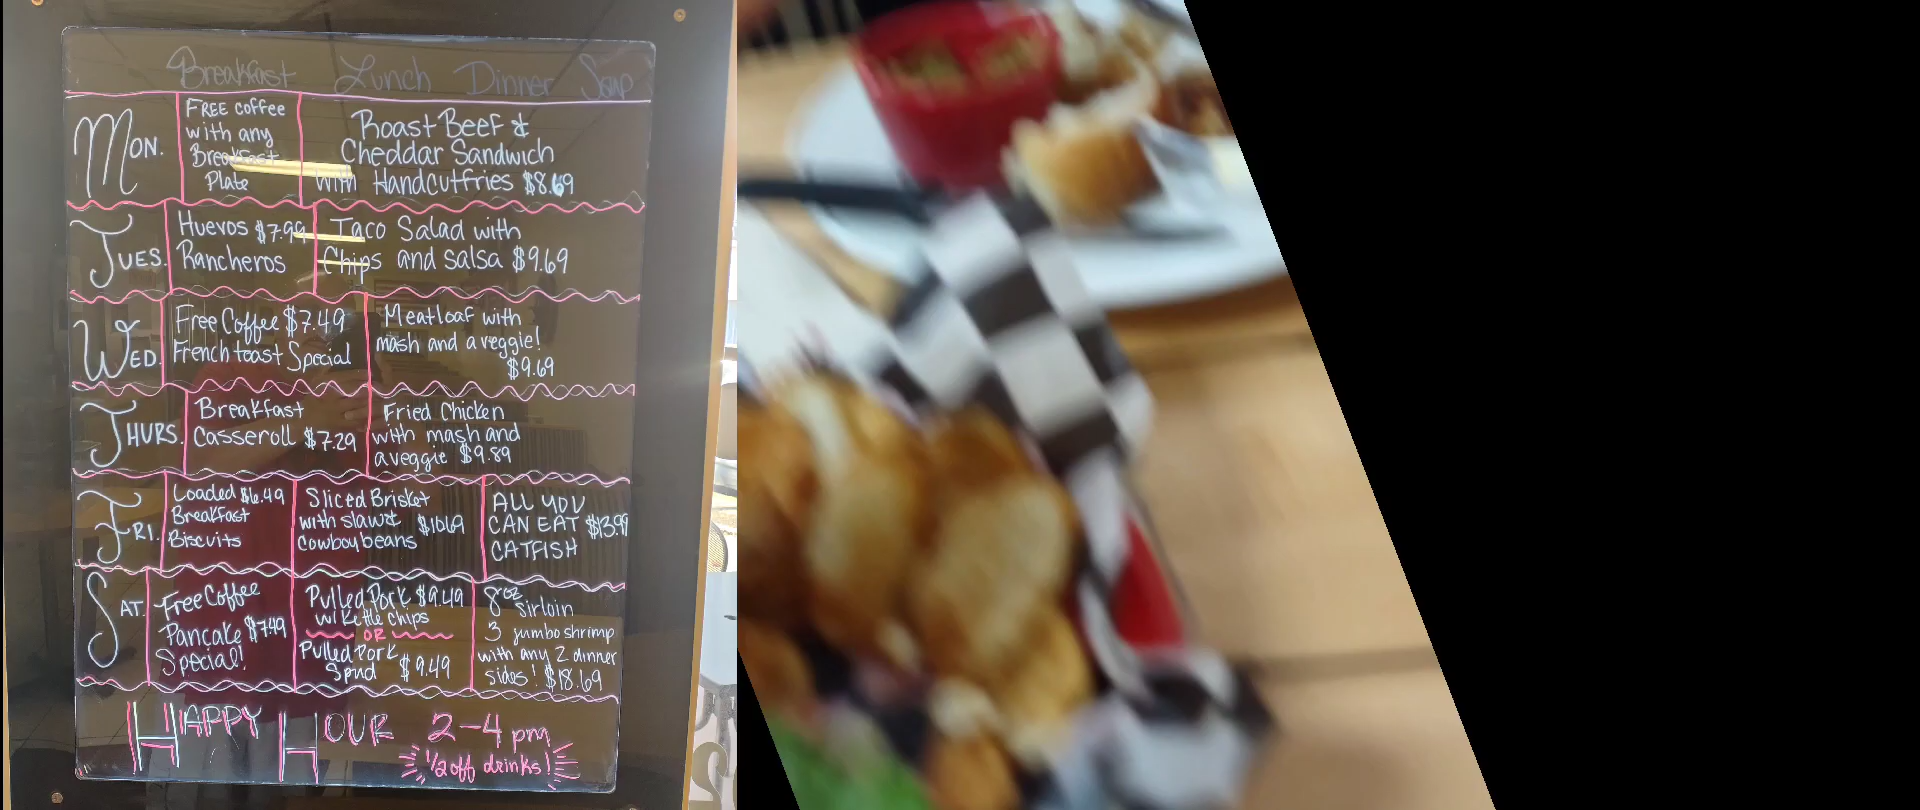 Breakfast Lunch Dinner Soup
MON.
FREE coffee
with any
Breakfast
Plate
Roast Beef &
Cheddar Sandwich
with Handcutfries $8.69
TUES.
Huevos $7.99
Rancheros
Taco Salad with
Chips and salsa $9.69
WED.
Free Coffee $7.49
French toast Special
Meatloaf with
mash and a veggie!
$9.69
THURS.
Breakfast
Casseroll $7.29
Fried Chicken
with mash and
a veggie $9.89
FRI.
Loaded $6.49
Breakfast
Biscuits
Sliced Brisket
with slaw &
Cowboy beans $10.69
ALL YOU
CAN EAT $13.99
CATFISH
SAT.
Free Coffee
Pancake $7.49
Special!
Pulled Pork $9.49
w/ Kettle chips
OR
Pulled Pork
Spud $9.49
8oz Sirloin
3 jumbo shrimp
with any 2 dinner
sides! $18.69
HAPPY HOUR 2-4 pm
1/2 off drinks!